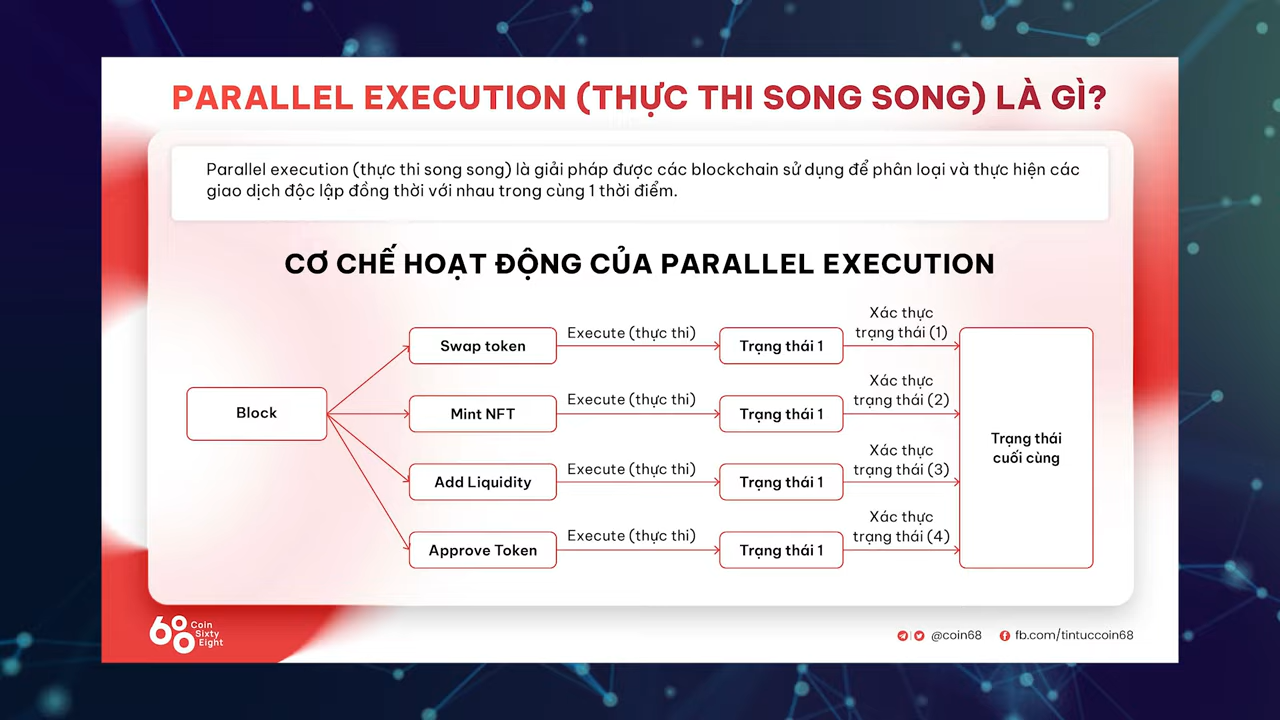 PARALLEL EXECUTION (THỰC THI SONG SONG) LÀ GÌ?
Parallel execution (thực thi song song) là giải pháp được các blockchain sử dụng để phân loại và thực hiện các
giao dịch độc lập đồng thời với nhau trong cùng 1 thời điểm.
CƠ CHẾ HOẠT ĐỘNG CỦA PARALLEL EXECUTION
Block
Swap token
Execute (thực thi)
Trạng thái 1
Xác thực
trạng thái (1)
Mint NFT
Execute (thực thi)
Trạng thái 1
Xác thực
trạng thái (2)
Add Liquidity
Execute (thực thi)
Trạng thái 1
Xác thực
trạng thái (3)
Approve Token
Execute (thực thi)
Trạng thái 1
Xác thực
trạng thái (4)
Trạng thái
cuối cùng
68 Coin
Sixty
Eight
@coin68
fb.com/tintuccoin68